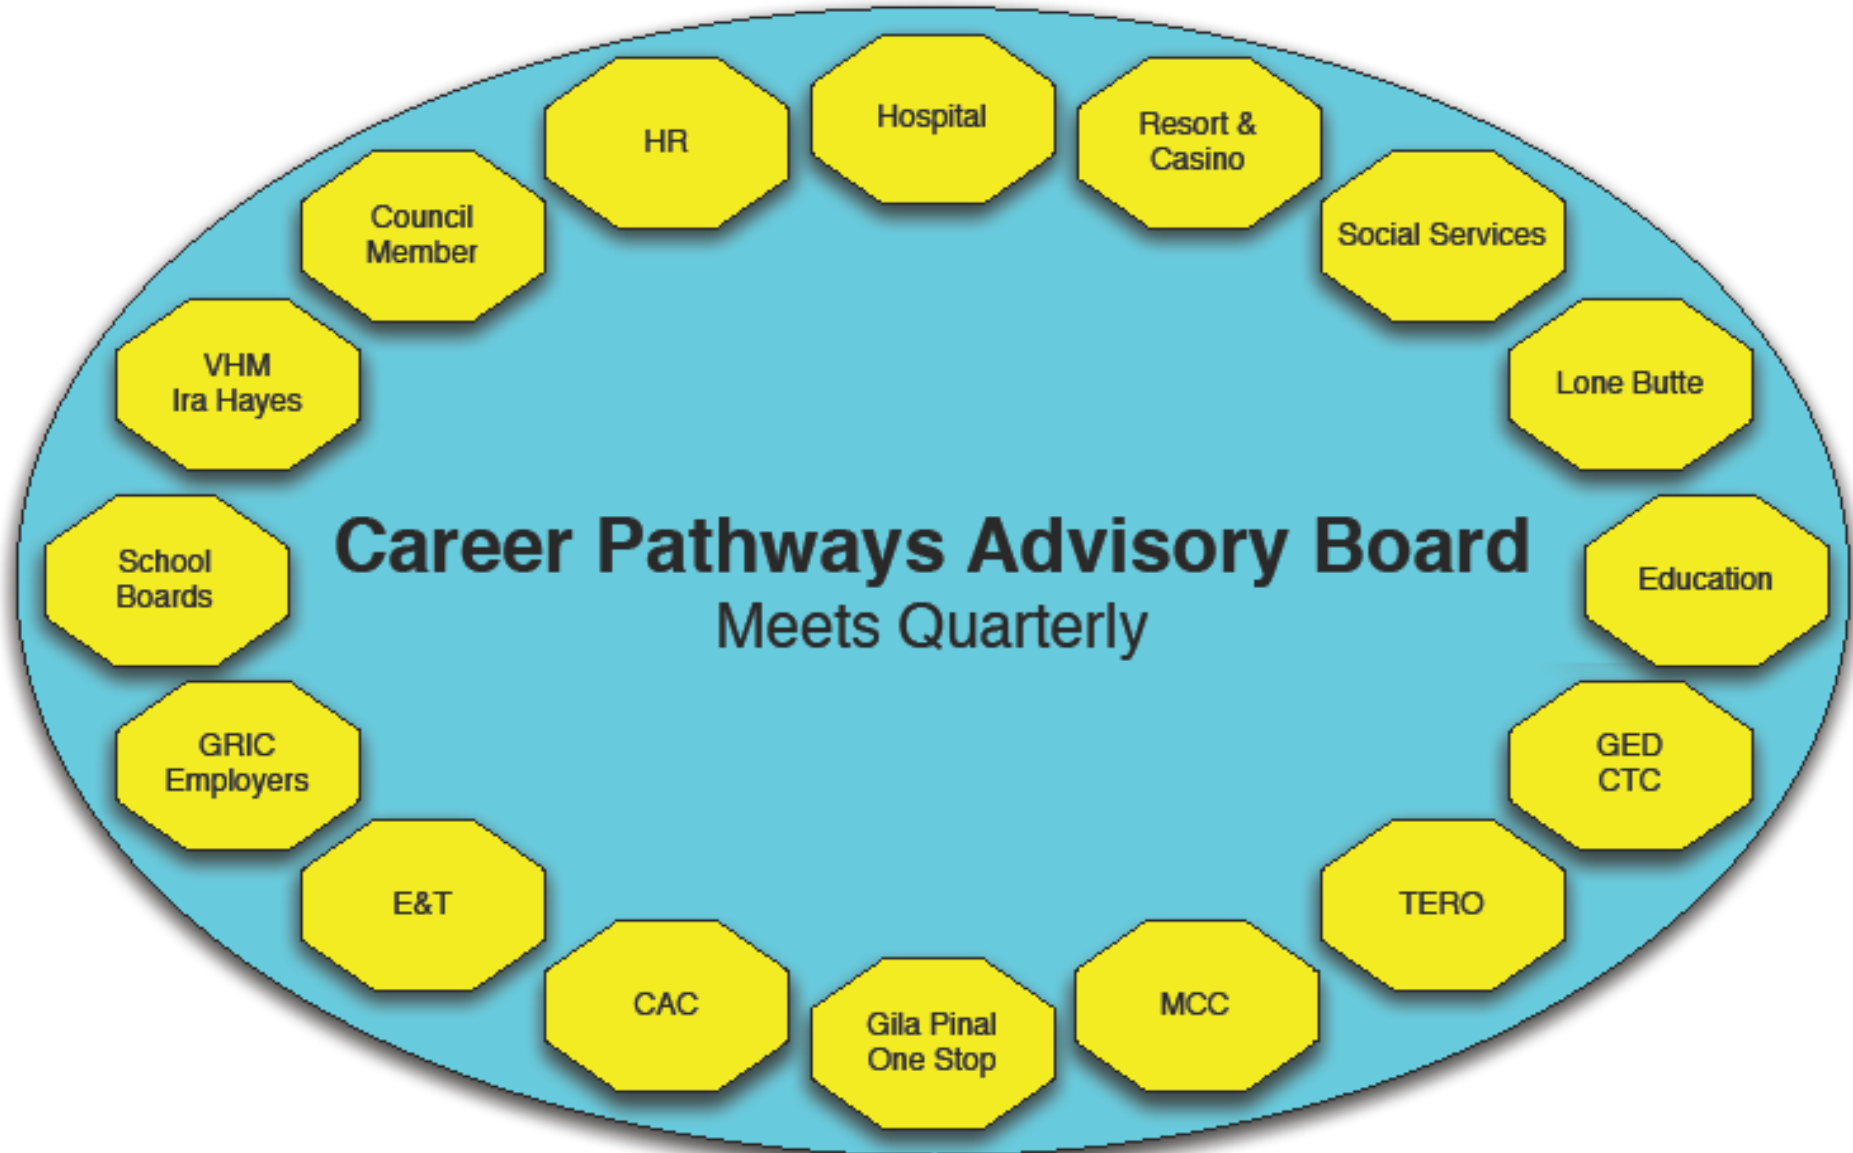 Hospital
HR
Resort &
Casino
Council
Member
Social Services
VHM
Ira Hayes
Lone Butte
Career Pathways Advisory Board
Meets Quarterly
School
Boards
Education
GRIC
Employers
GED
CTC
E&T
TERO
CAC
MCC
Gila Pinal
One Stop